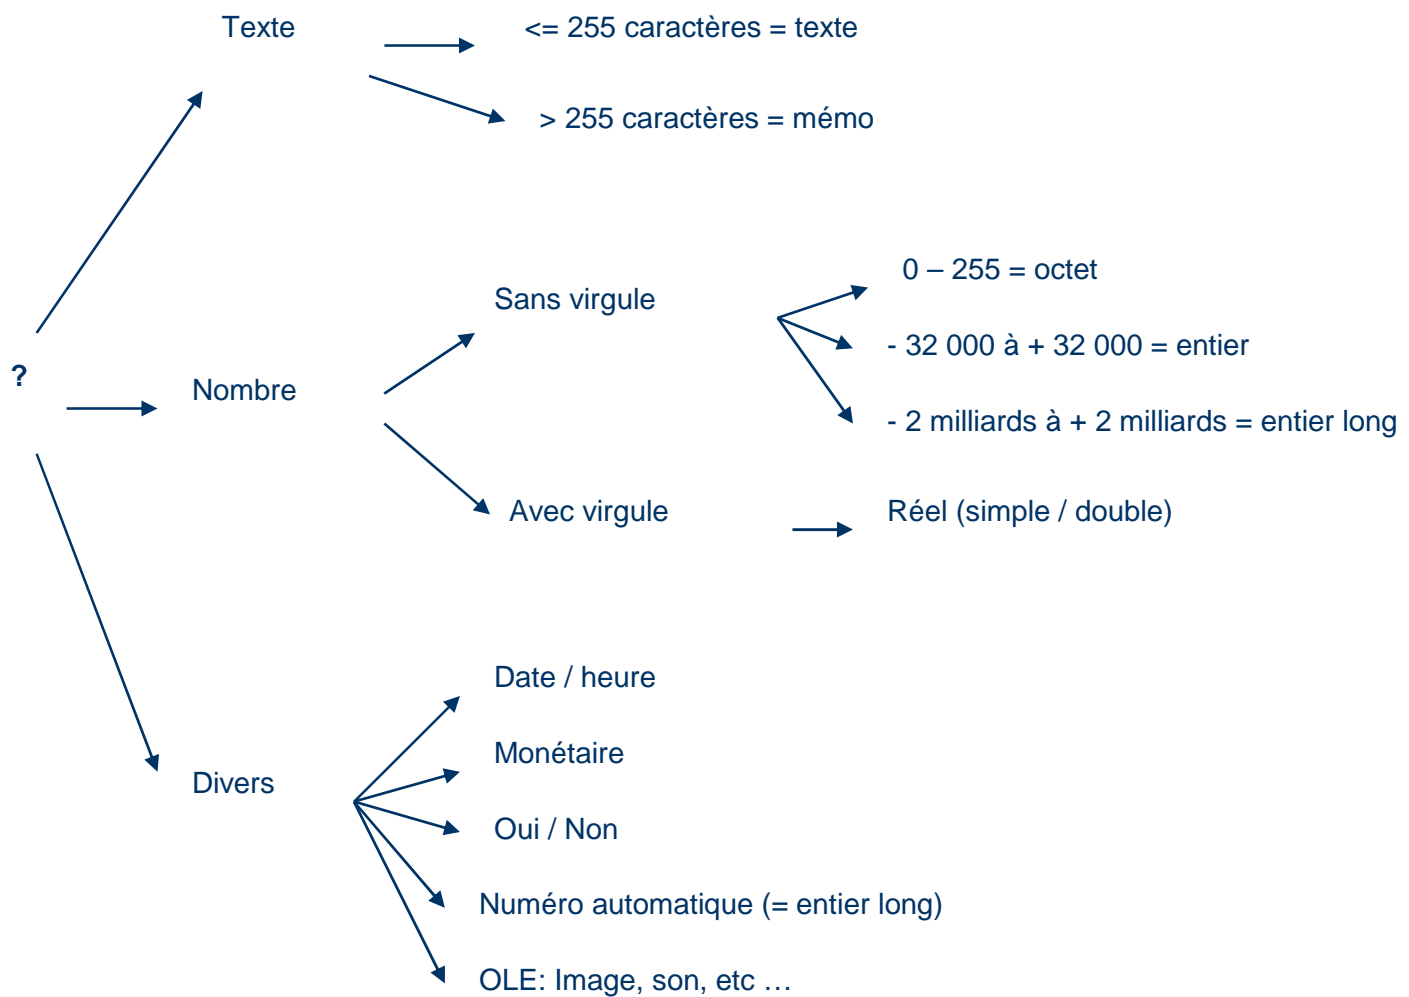 Texte
<= 255 caractères = texte
> 255 caractères = mémo
?
Nombre
Sans virgule
0 – 255 = octet
- 32 000 à + 32 000 = entier
- 2 milliards à + 2 milliards = entier long
Avec virgule
Réel (simple / double)
Divers
Date / heure
Monétaire
Oui / Non
Numéro automatique (= entier long)
OLE: Image, son, etc …